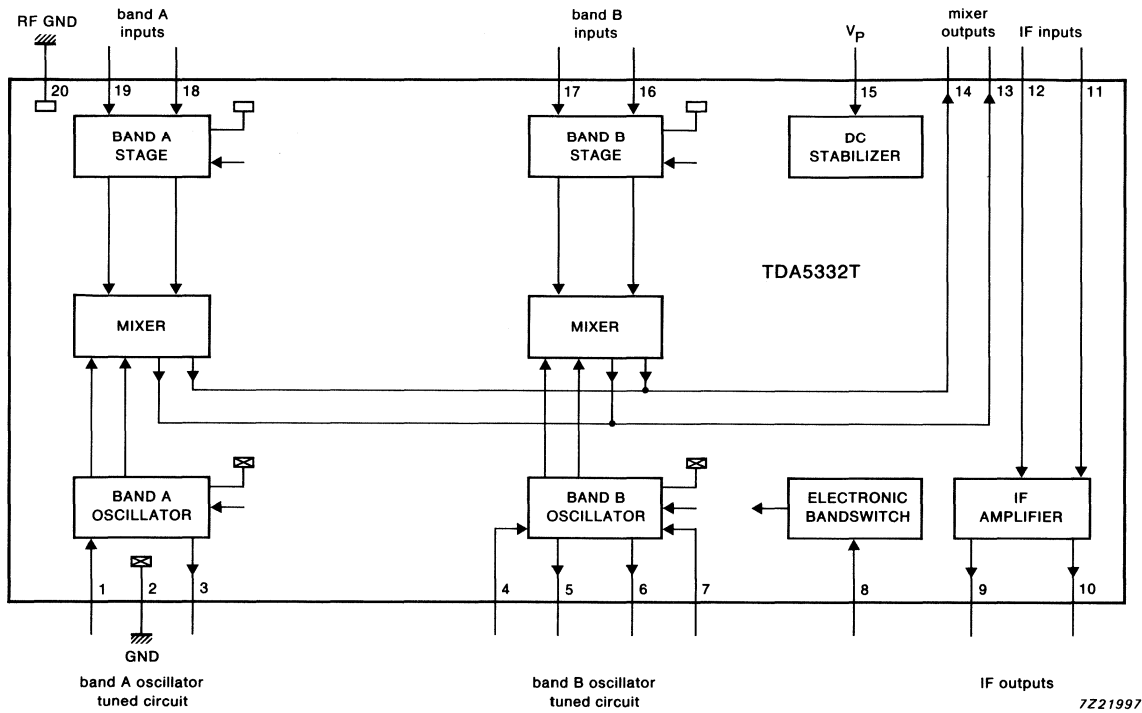 RF GND
band A
inputs
band B
inputs
VP
mixer
outputs
IF inputs
20
19
18
17
16
15
14
13
12
11
BAND A
STAGE
BAND B
STAGE
DC
STABILIZER
TDA5332T
MIXER
MIXER
BAND A
OSCILLATOR
BAND B
OSCILLATOR
ELECTRONIC
BANDSWITCH
IF
AMPLIFIER
1
2
3
4
5
6
7
8
9
10
GND
band A oscillator
tuned circuit
band B oscillator
tuned circuit
IF outputs
7Z21997